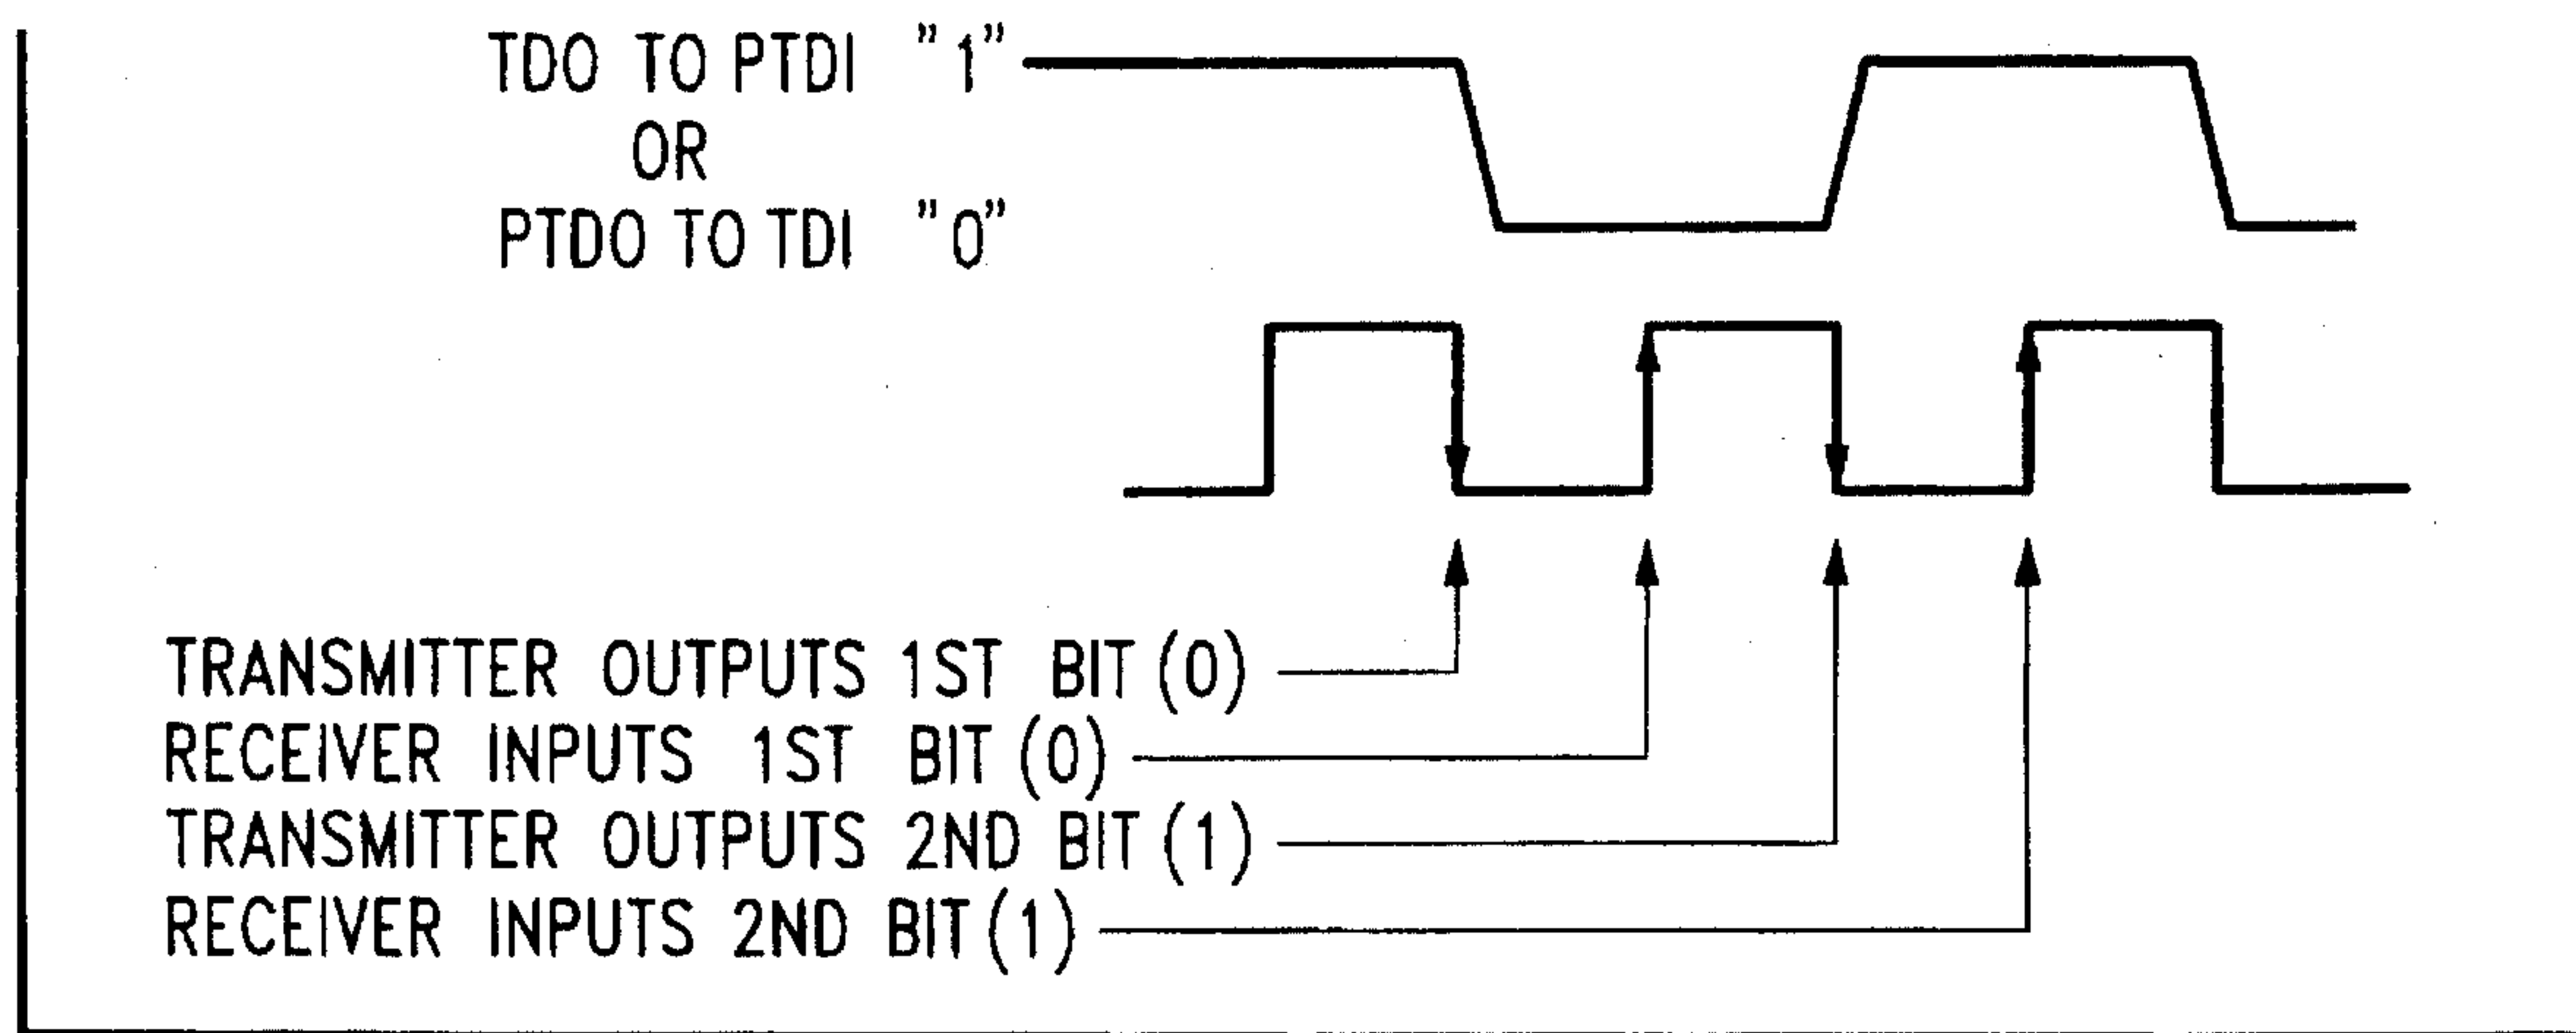 TDO TO PTDI "1"
OR
PTDO TO TDI "0"
TRANSMITTER OUTPUTS 1ST BIT (0)
RECEIVER INPUTS 1ST BIT (0)
TRANSMITTER OUTPUTS 2ND BIT (1)
RECEIVER INPUTS 2ND BIT (1)